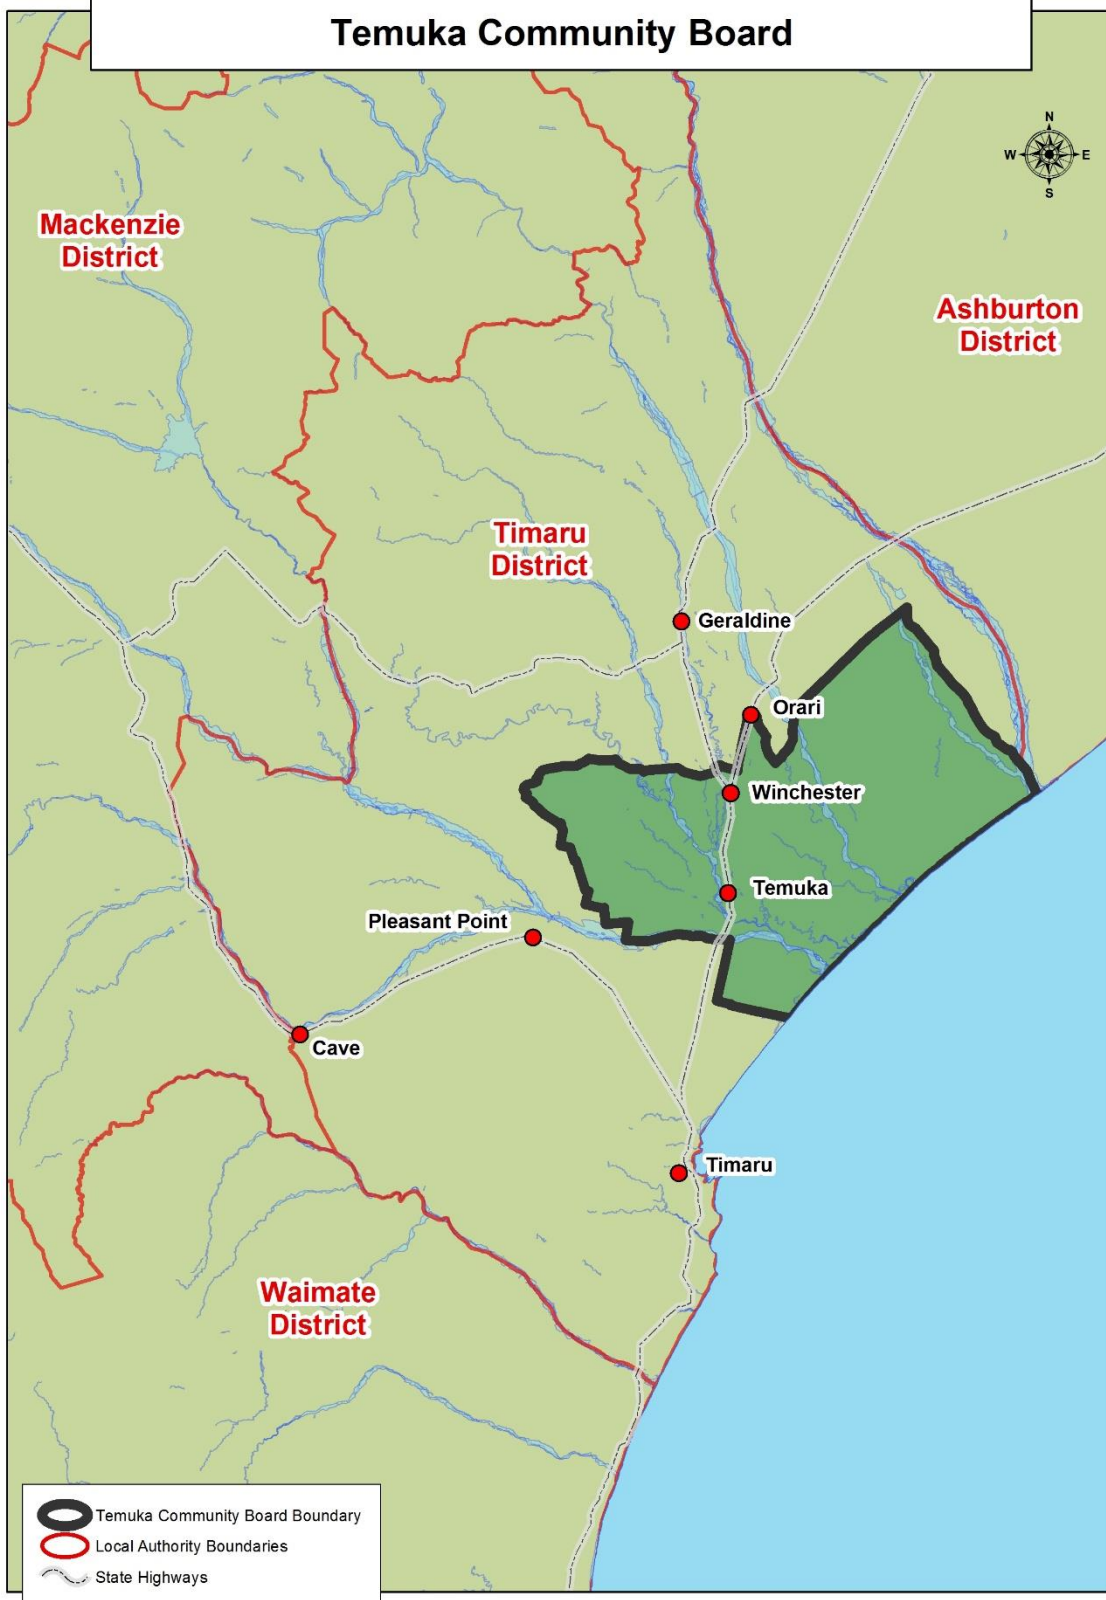 Temuka Community Board
N
W E
S
Mackenzie
District
Ashburton
District
Timaru
District
Geraldine
Orari
Winchester
Temuka
Pleasant Point
Cave
Timaru
Waimate
District
Temuka Community Board Boundary
Local Authority Boundaries
State Highways